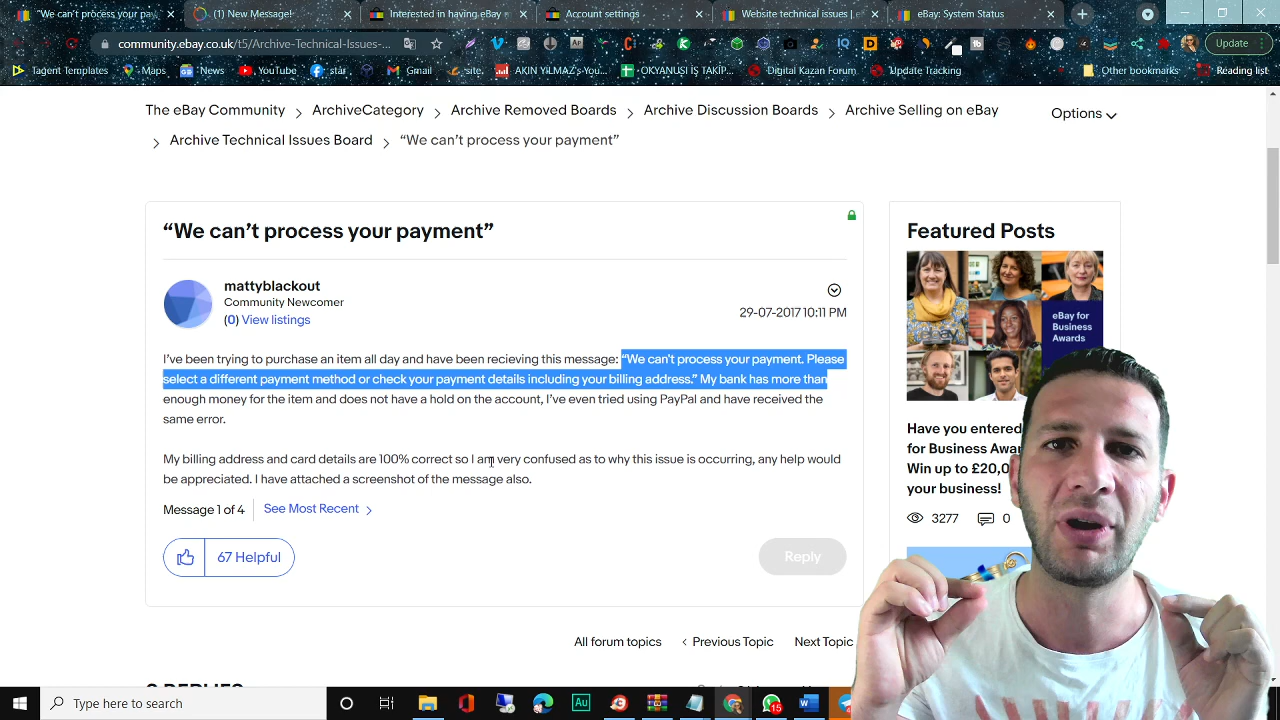 "We can't process your pay
(1) New Message!
Interested in having eBay m
Account settings
Website technical issues | e
eBay: System Status
community.ebay.co.uk/t5/Archive-Technical-Issues-...
Update
Tagent Templates
Maps
News
YouTube
star
Gmail
site.
AKIN YILMAZ's-You...
OKYANUSI İŞ TAKİP...
Digital Kazan Forum
Update Tracking
Other bookmarks
Reading list
The eBay Community > ArchiveCategory > Archive Removed Boards > Archive Discussion Boards > Archive Selling on eBay
> Archive Technical Issues Board > “We can’t process your payment”
Options
“We can’t process your payment”
mattyblackout
Community Newcomer
(0) View listings
29-07-2017 10:11 PM
I’ve been trying to purchase an item all day and have been recieving this message: “We can’t process your payment. Please
select a different payment method or check your payment details including your billing address.” My bank has more than
enough money for the item and does not have a hold on the account, I’ve even tried using PayPal and have received the
same error.
My billing address and card details are 100% correct so I am very confused as to why this issue is occurring, any help would
be appreciated. I have attached a screenshot of the message also.
Message 1 of 4
See Most Recent >
67 Helpful
Reply
All forum topics
< Previous Topic
Next Topic
Featured Posts
eBay for
Business
Awards
Have you entered
for Business Award
Win up to £20,0
your business!
3277
0
Type here to search
Au
15